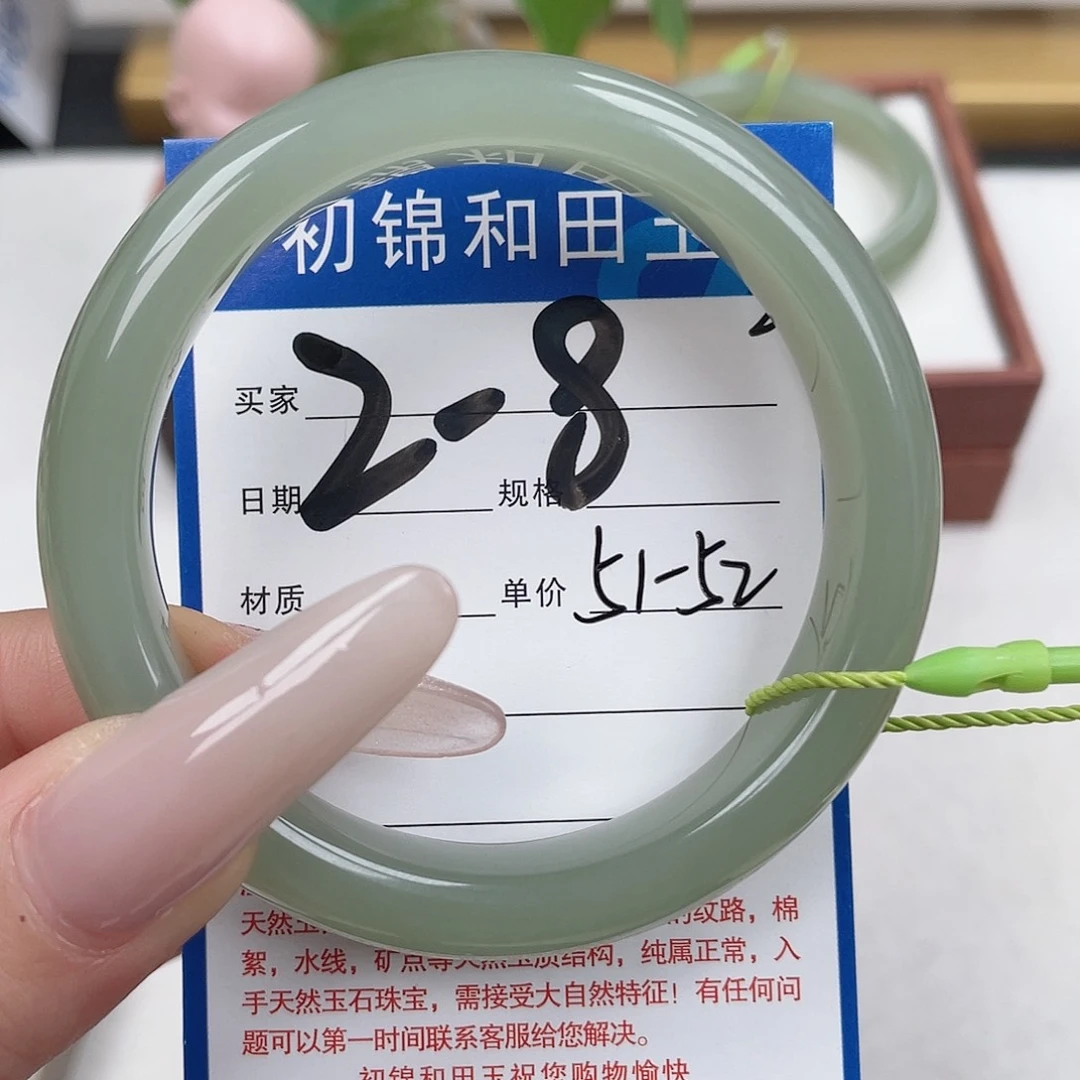 初锦和田玉
2-8
买家
日期 规格
材质 单价 51-52
天然玉 纹路，棉
絮，水线，矿点等天然玉质结构，纯属正常，入
手天然玉石珠宝，需接受大自然特征！有任何问
题可以第一时间联系客服给您解决。
初锦和田玉祝您购物愉快